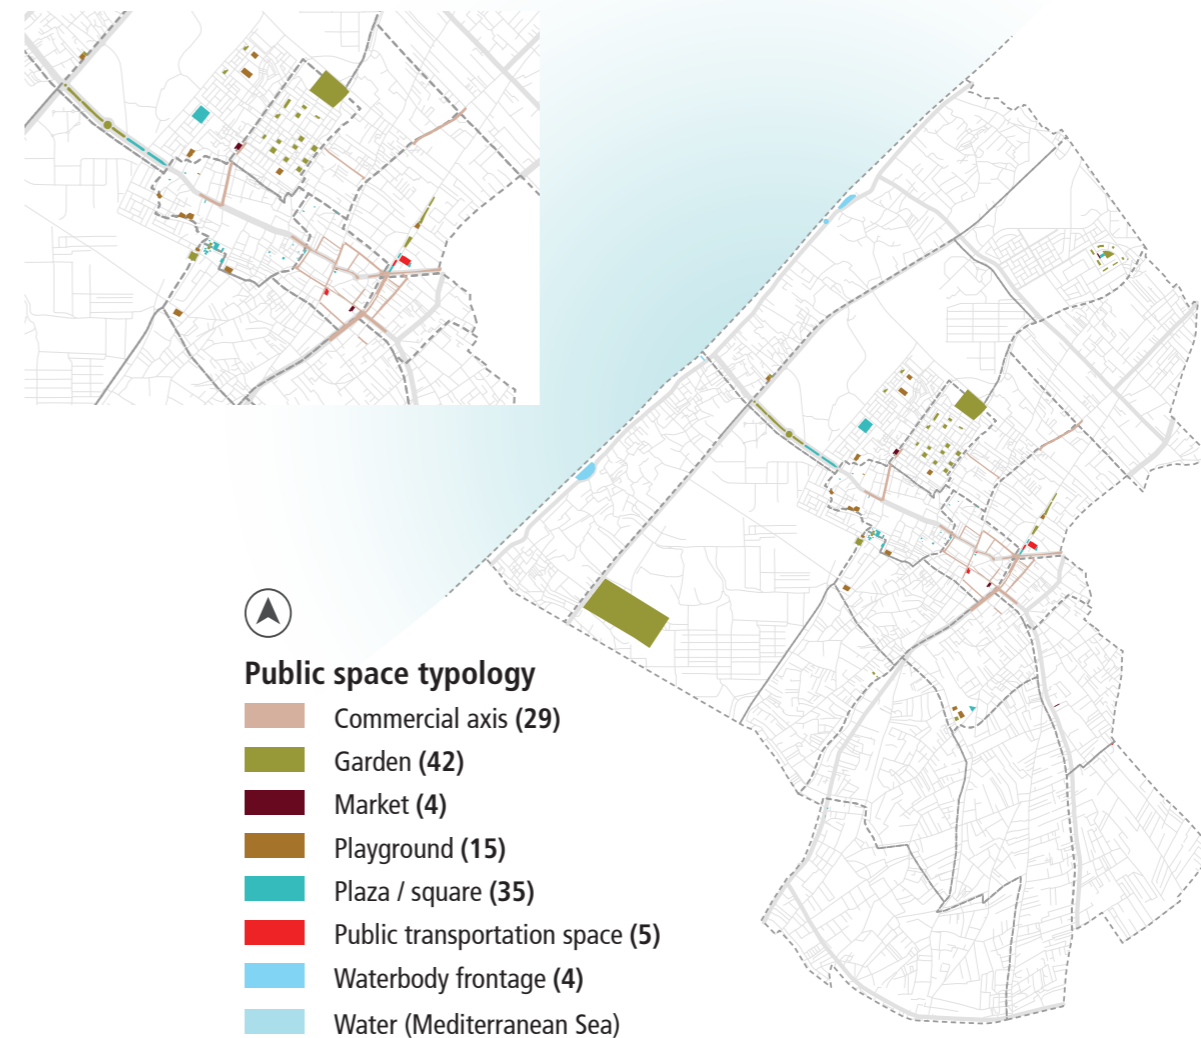 Public space typology
Commercial axis (29)
Garden (42)
Market (4)
Playground (15)
Plaza / square (35)
Public transportation space (5)
Waterbody frontage (4)
Water (Mediterranean Sea)